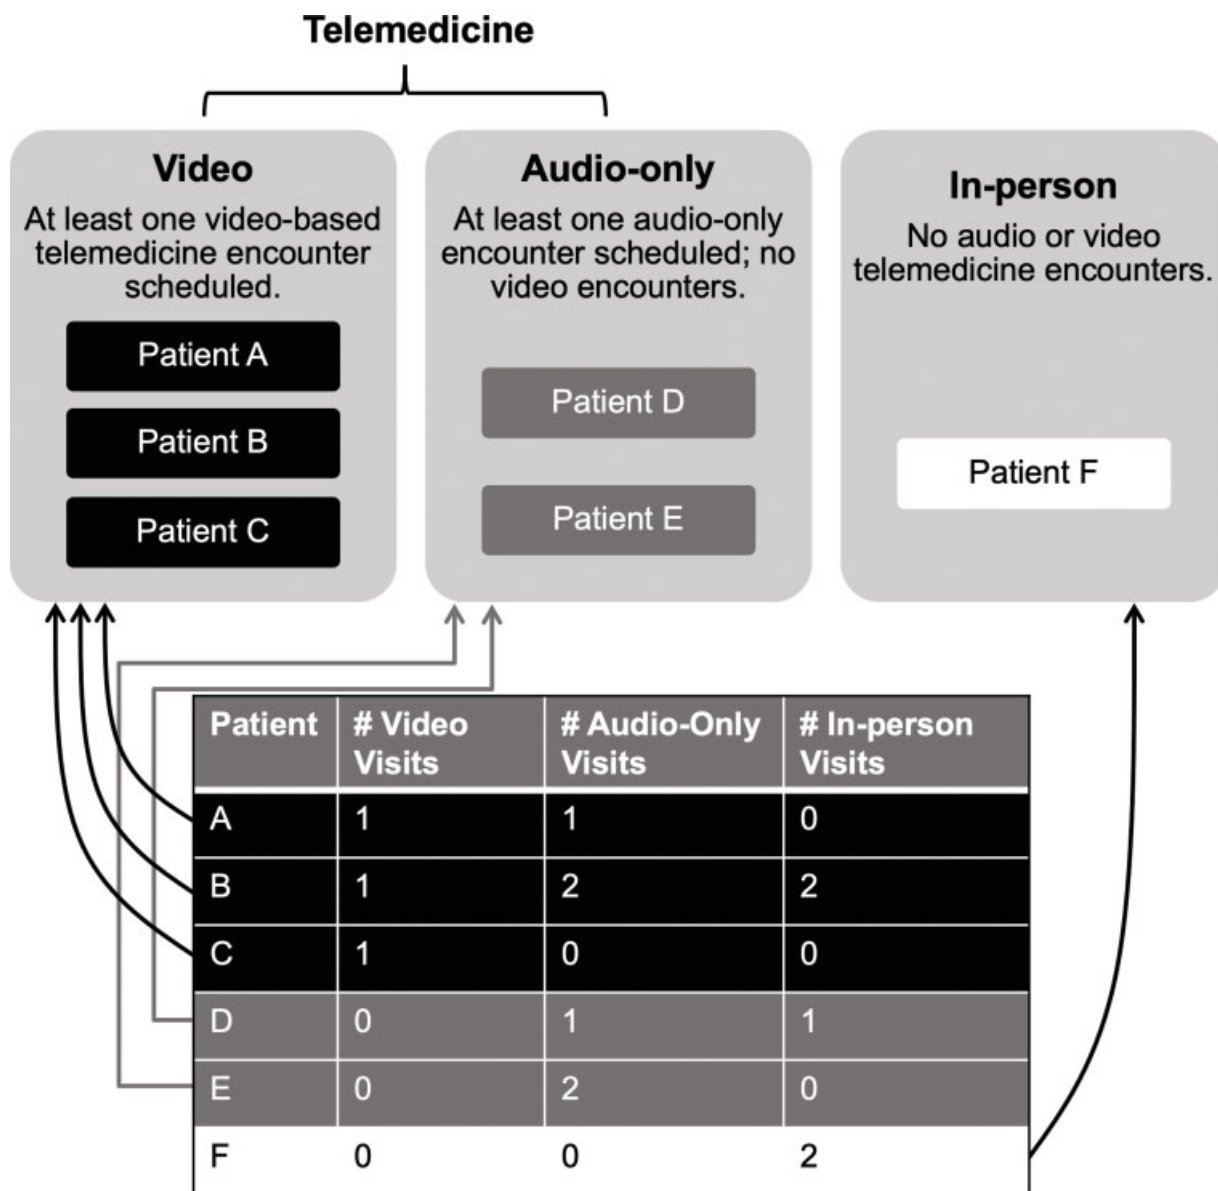 Telemedicine
Video
At least one video-based
telemedicine encounter
scheduled.
Patient A
Patient B
Patient C
Audio-only
At least one audio-only
encounter scheduled; no
video encounters.
Patient D
Patient E
In-person
No audio or video
telemedicine encounters.
Patient F
Patient # Video Visits # Audio-Only Visits # In-person Visits
A 1 1 0
B 1 2 2
C 1 0 0
D 0 1 1
E 0 2 0
F 0 0 2